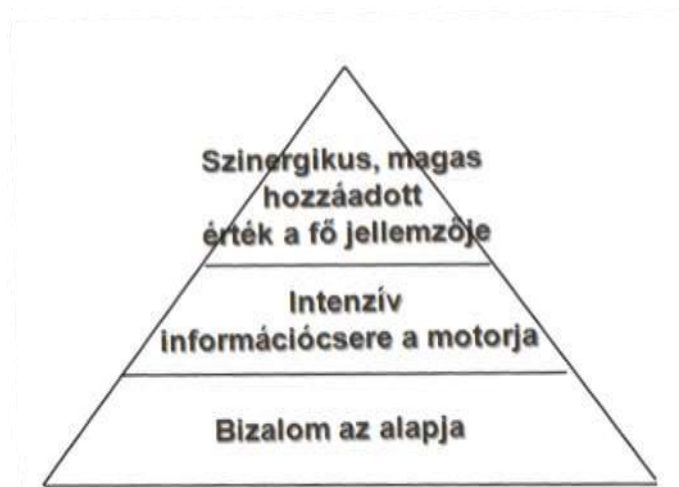 Szinergikus, magas
hozzáadott
érték a fő jellemzője
Intenzív
információcsere a motorja
Bizalom az alapja